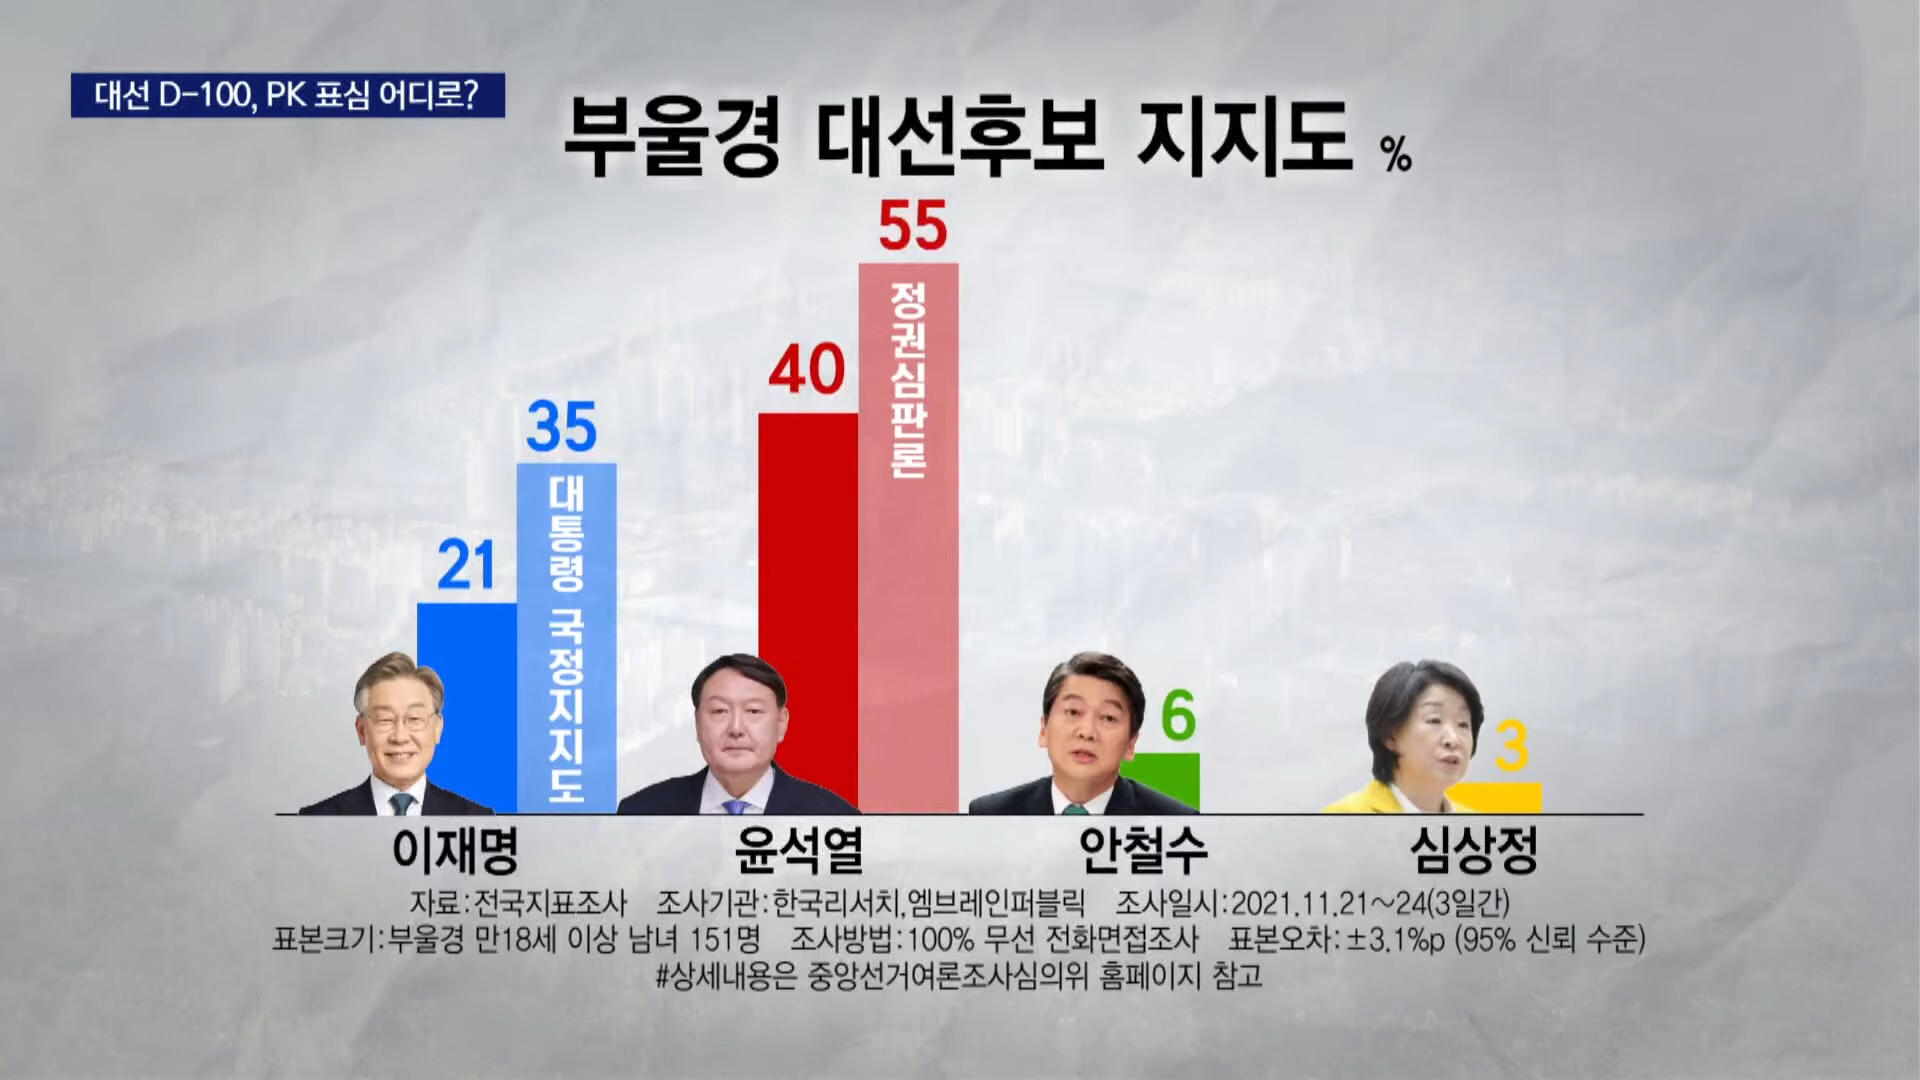 대선 D-100, PK 표심 어디로?
부울경 대선후보 지지도 %
21
35
대통령 국정지지도
40
55
정권심판론
6
3
이재명
윤석열
안철수
심상정
자료:전국지표조사 조사기관:한국리서치,엠브레인퍼블릭 조사일시:2021.11.21~24(3일간)
표본크기:부울경 만18세 이상 남녀 151명 조사방법:100% 무선 전화면접조사 표본오차:±3.1%p (95% 신뢰 수준)
#상세내용은 중앙선거여론조사심의위 홈페이지 참고